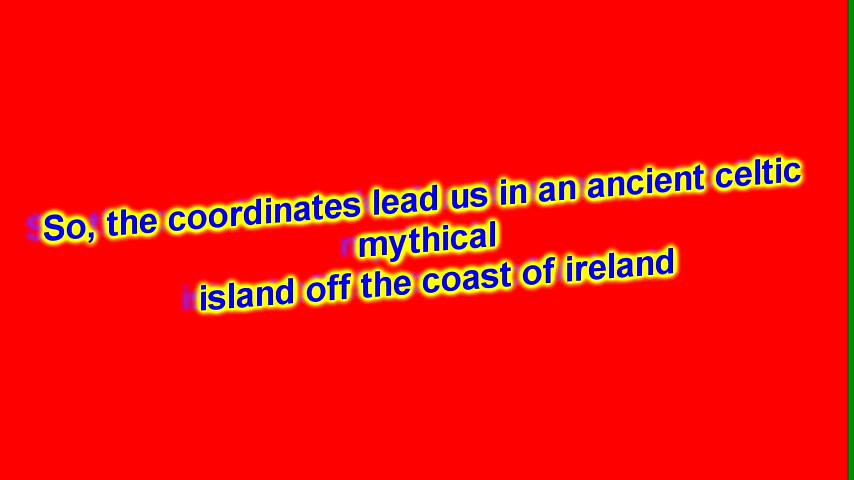 So, the coordinates lead us in an ancient celtic
mythical
island off the coast of ireland